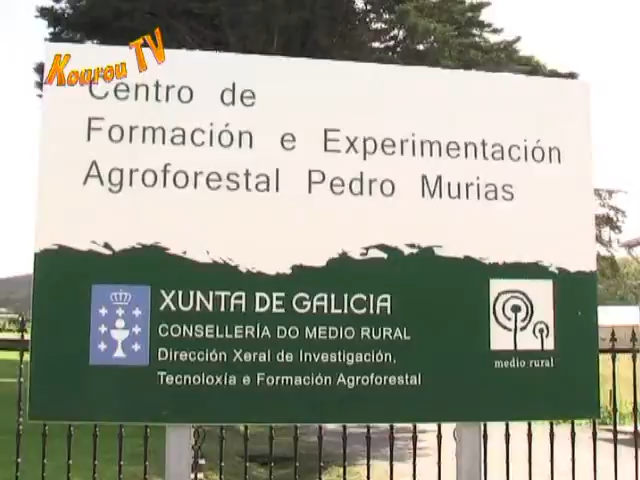 Kourou TV
Centro de
Formación e Experimentación
Agroforestal Pedro Murias
XUNTA DE GALICIA
CONSELLERÍA DO MEDIO RURAL
Dirección Xeral de Investigación,
Tecnoloxía e Formación Agroforestal
medio rural